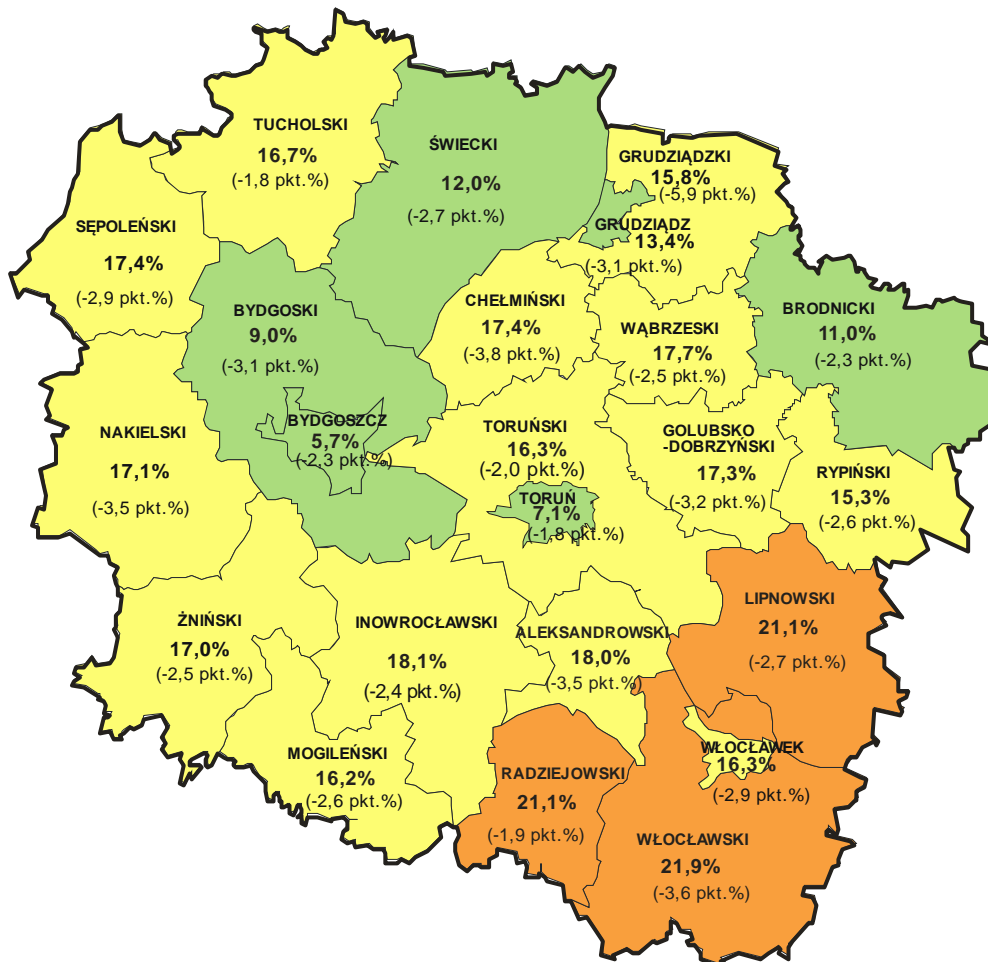 TUCHOLSKI
16,7%
(-1,8 pkt.%)
ŚWIECKI
12,0%
(-2,7 pkt.%)
GRUDZIĄDZKI
15,8%
(-5,9 pkt.%)
GRUDZIĄDZ
13,4%
(-3,1 pkt.%)
SĘPOLEŃSKI
17,4%
(-2,9 pkt.%)
BYDGOSKI
9,0%
(-3,1 pkt.%)
CHEŁMIŃSKI
17,4%
(-3,8 pkt.%)
WĄBRZESKI
17,7%
(-2,5 pkt.%)
BRODNICKI
11,0%
(-2,3 pkt.%)
NAKIELSKI
17,1%
(-3,5 pkt.%)
BYDGOSZCZ
5,7%
(-2,3 pkt.%)
TORUŃSKI
16,3%
(-2,0 pkt.%)
GOLUBSKO
-DOBRZYŃSKI
17,3%
(-3,2 pkt.%)
RYPIŃSKI
15,3%
(-2,6 pkt.%)
TORUŃ
7,1%
(-1,8 pkt.%)
ŻNIŃSKI
17,0%
(-2,5 pkt.%)
INOWROCŁAWSKI
18,1%
(-2,4 pkt.%)
ALEKSANDROWSKI
18,0%
(-3,5 pkt.%)
LIPNOWSKI
21,1%
(-2,7 pkt.%)
MOGILEŃSKI
16,2%
(-2,6 pkt.%)
RADZIEJOWSKI
21,1%
(-1,9 pkt.%)
WŁOCŁAWEK
16,3%
(-2,9 pkt.%)
WŁOCŁAWSKI
21,9%
(-3,6 pkt.%)